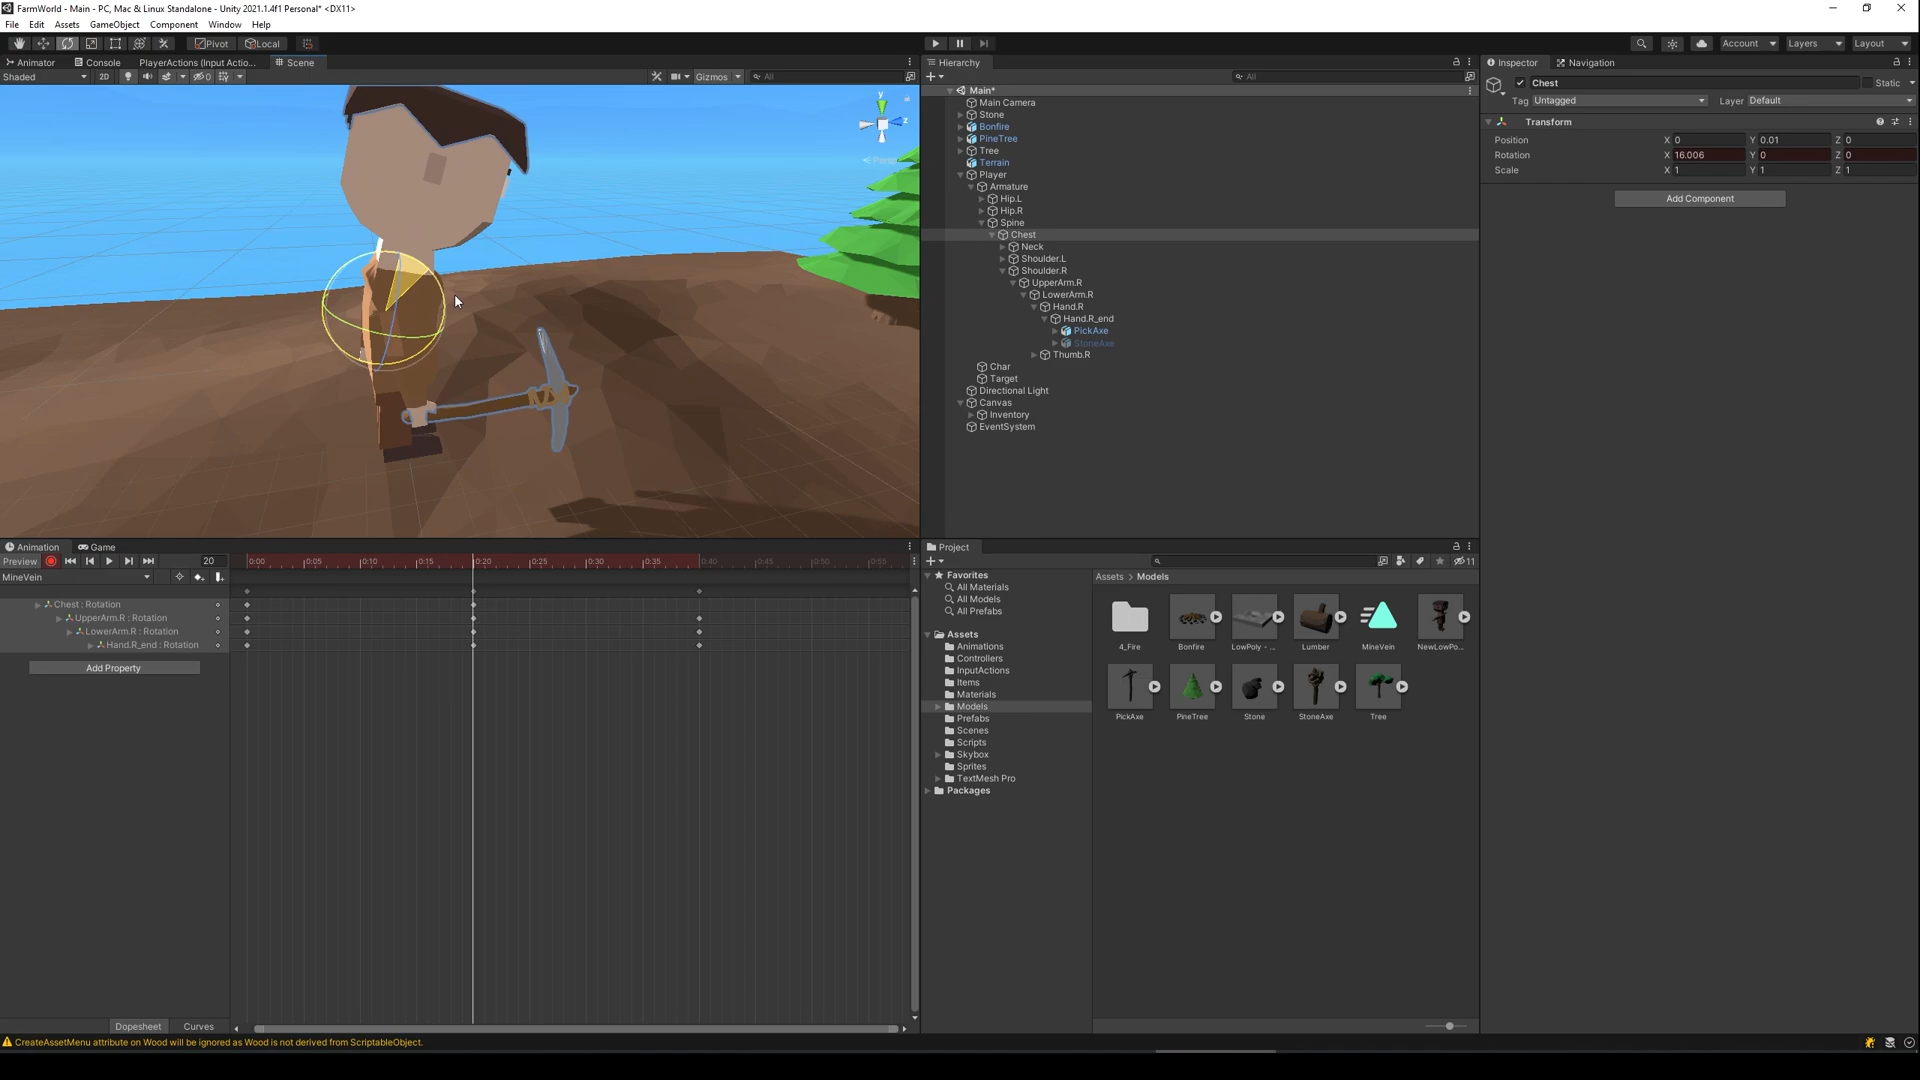 FarmWorld - Main - PC, Mac & Linux Standalone - Unity 2021.1.4f1 Personal* <DX11>
File Edit Assets GameObject Component Window Help
Pivot Local Account Layers Layout
Animator Console PlayerActions (Input Actio... Scene
Shaded 2D 0 Gizmos All
y
z
Persp
Hierarchy
All
Main*
Main Camera
Stone
Bonfire
PineTree
Tree
Terrain
Player
Armature
Hip.L
Hip.R
Spine
Chest
Neck
Shoulder.L
Shoulder.R
UpperArm.R
LowerArm.R
Hand.R
Hand.R_end
PickAxe
StoneAxe
Thumb.R
Char
Target
Directional Light
Canvas
Inventory
EventSystem
Inspector Navigation
Chest Static
Tag Untagged Layer Default
Transform
Position X 0 Y 0.01 Z 0
Rotation X 16.006 Y 0 Z 0
Scale X 1 Y 1 Z 1
Add Component
Animation Game
Preview 20
0:00 0:05 0:10 0:15 0:20 0:25 0:30 0:35 0:40 0:45 0:50 0:55
MineVein
Chest : Rotation
UpperArm.R : Rotation
LowerArm.R : Rotation
Hand.R_end : Rotation
Add Property
Dopesheet Curves
Project
11
Favorites
All Materials
All Models
All Prefabs
Assets
Animations
Controllers
InputActions
Items
Materials
Models
Prefabs
Scenes
Scripts
Skybox
Sprites
TextMesh Pro
Packages
Assets > Models
4_Fire Bonfire LowPoly - ... Lumber MineVein NewLowPo...
PickAxe PineTree Stone StoneAxe Tree
CreateAssetMenu attribute on Wood will be ignored as Wood is not derived from ScriptableObject.